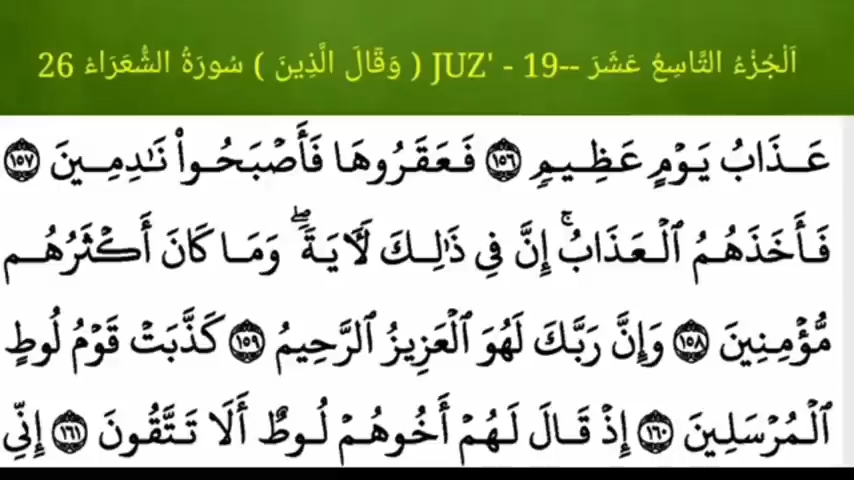 اَلْجُزْءُ التَّاسِعُ عَشَرَ --JUZ' - 19 ( وَقَالَ الَّذِينَ ) سُورَةُ الشُّعَرَاءْ 26
عَذَابُ يَوْمٍ عَظِيمٍ ١٥٦ فَعَقَرُوهَا فَأَصْبَحُوا۟ نَـٰدِمِينَ ١٥٧
فَأَخَذَهُمُ ٱلْعَذَابُ ۚ إِنَّ فِى ذَٰلِكَ لَـَٔايَةً ۖ وَمَا كَانَ أَكْثَرُهُم
مُّؤْمِنِينَ ١٥٨ وَإِنَّ رَبَّكَ لَهُوَ ٱلْعَزِيزُ ٱلرَّحِيمُ ١٥٩ كَذَّبَتْ قَوْمُ لُوطٍ
ٱلْمُرْسَلِينَ ١٦٠ إِذْ قَالَ لَهُمْ أَخُوهُمْ لُوطٌ أَلَا تَتَّقُونَ ١٦١ إِنِّى